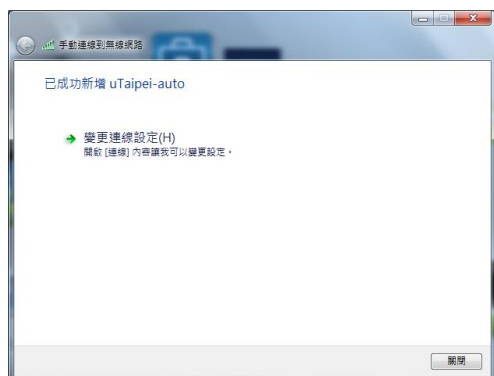 手動連線到無線網路
已成功新增 uTaipei-auto
變更連線設定(H)
開啟 [連線] 內容讓我可以變更設定。
關閉